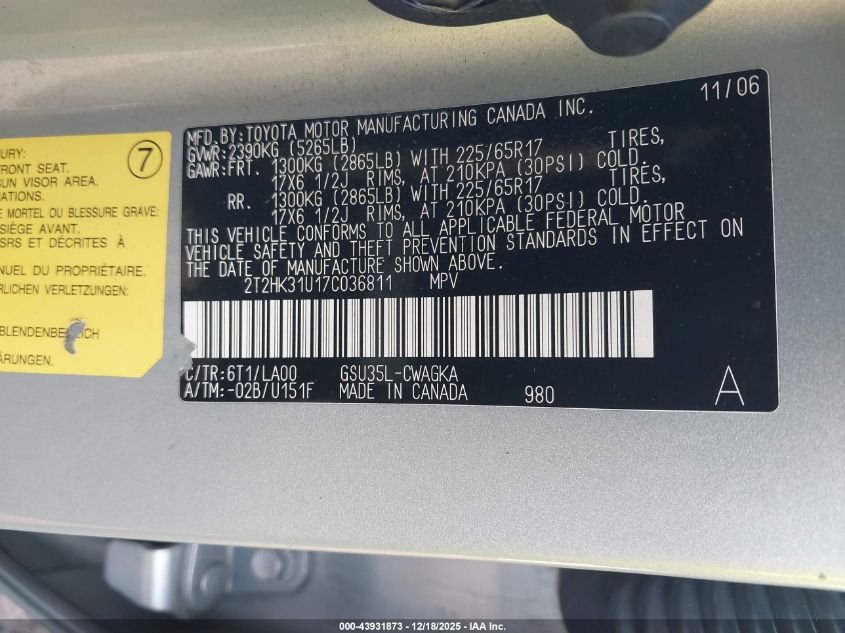 JURY:
FRONT SEAT.
SUN VISOR AREA.
E MORTEL OU BLESSURE GRAVE:
SIÈGE AVANT.
SRS ET DÉCRITES À
NUEL DU PROPIÉTAIRE.
RLICHEN VERLETZUNGEN:
7
11/06
MFD. BY: TOYOTA MOTOR MANUFACTURING CANADA INC.
GVWR: 2390KG (5265LB)
GAWR: FRT. 1300KG (2865LB) WITH 225/65R17 TIRES,
17X6 1/2J RIMS, AT 210KPA (30PSI) COLD.
RR. 1300KG (2865LB) WITH 225/65R17 TIRES,
17X6 1/2J RIMS, AT 210KPA (30PSI) COLD.
THIS VEHICLE CONFORMS TO ALL APPLICABLE FEDERAL MOTOR
VEHICLE SAFETY AND THEFT PREVENTION STANDARDS IN EFFECT ON
THE DATE OF MANUFACTURE SHOWN ABOVE.
2T2HK31U17C036811 MPV
C/TR: 6T1/LA00 GSU35L-CWAGKA
A/TM: -02B/U151F MADE IN CANADA 980
A
000-43931873 - 12/18/2025 - IAA Inc.